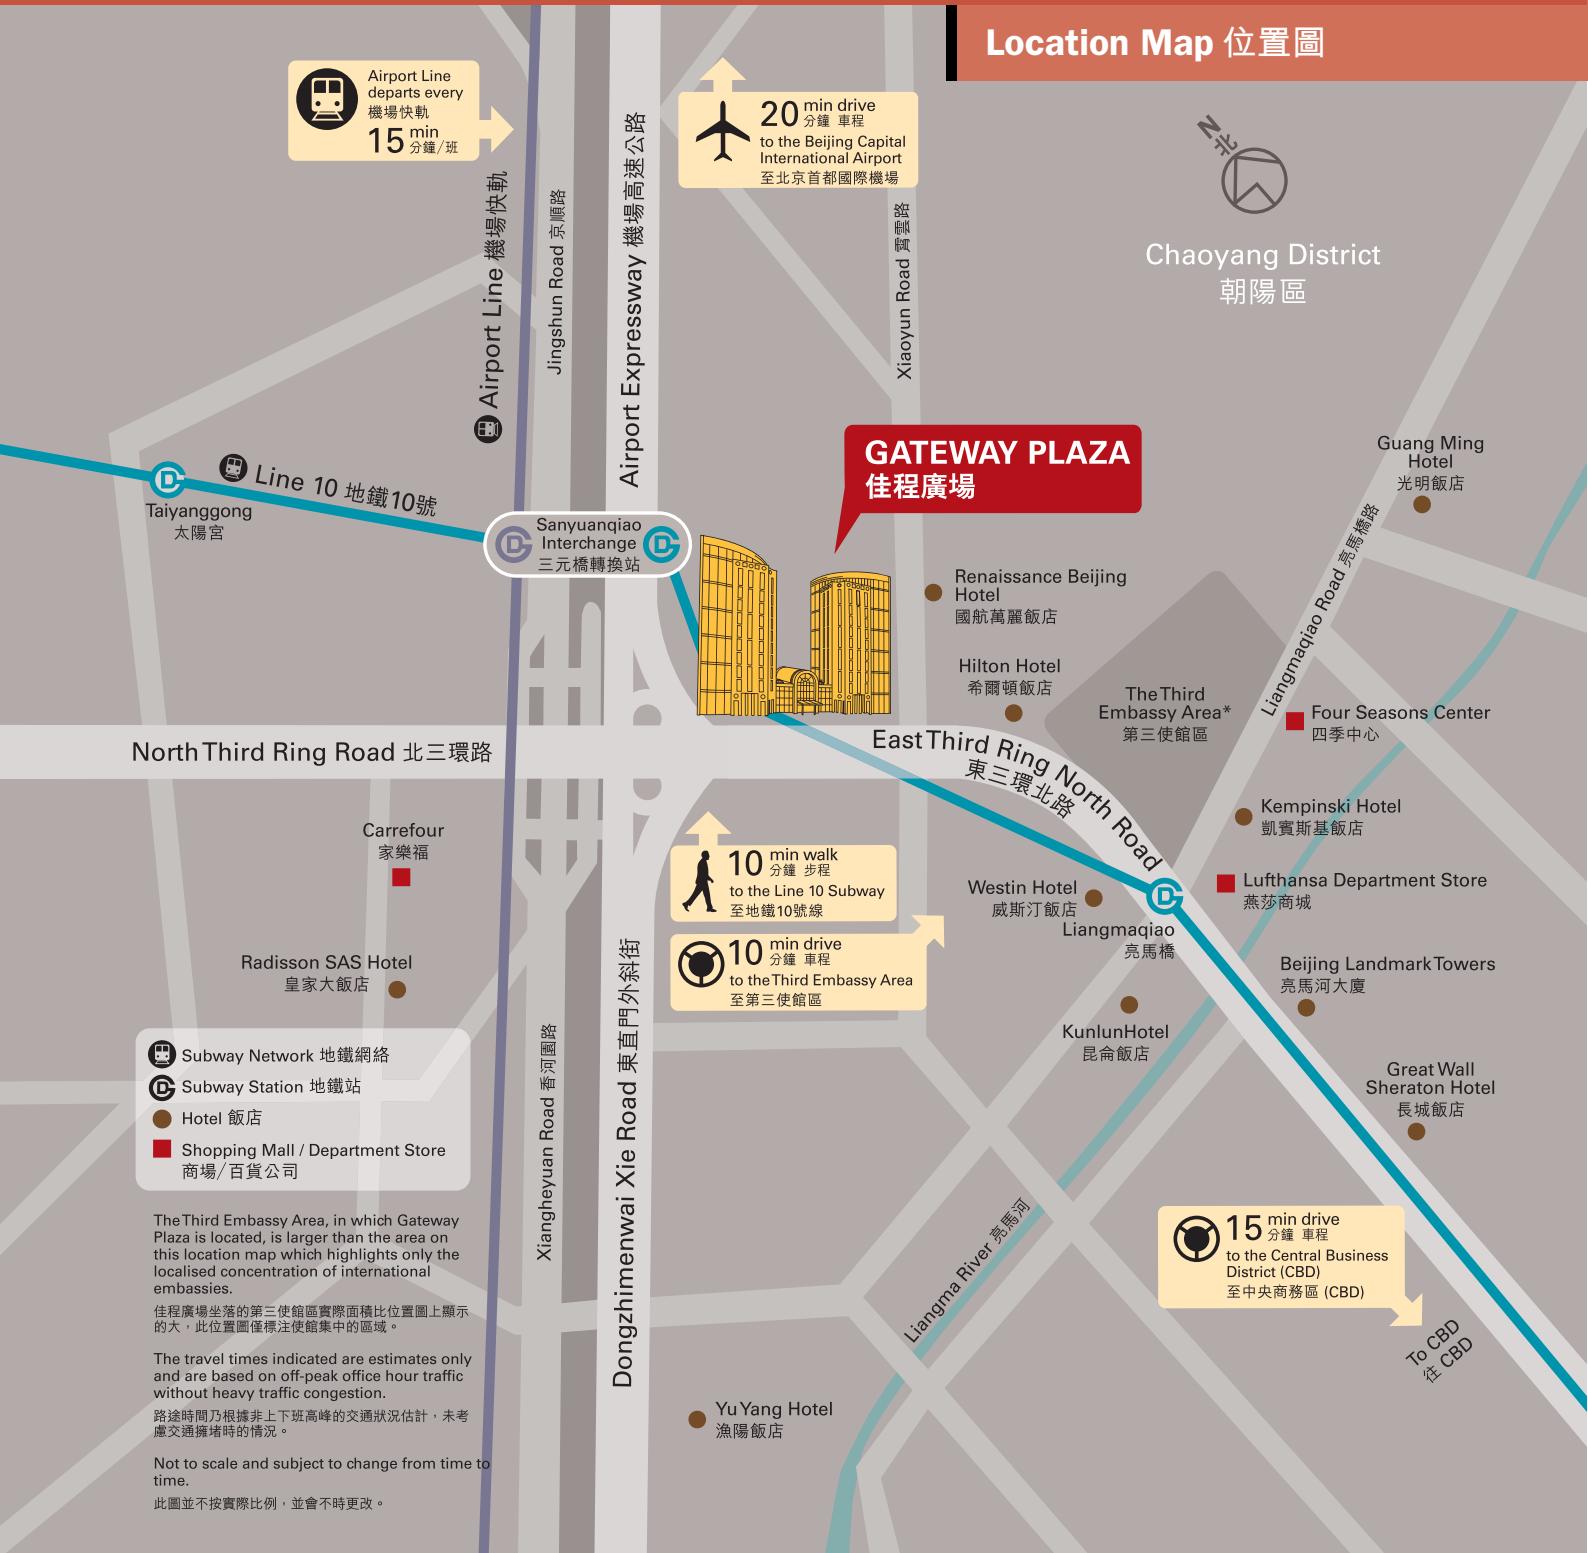 Location Map 位置圖
Airport Line
departs every
機場快軌
15 min
分鐘/班
20 min drive
分鐘 車程
to the Beijing Capital
International Airport
至北京首都國際機場
N北
Chaoyang District
朝陽區
Airport Line 機場快軌
Jingshun Road 京順路
Airport Expressway 機場高速公路
Xiaoyun Road 霄雲路
GATEWAY PLAZA
佳程廣場
Guang Ming
Hotel
光明飯店
Line 10 地鐵10號
Taiyanggong
太陽宮
Sanyuanqiao
Interchange
三元橋轉換站
Liangmaqiao Road 亮馬橋路
Renaissance Beijing
Hotel
國航萬麗飯店
Hilton Hotel
希爾頓飯店
The Third
Embassy Area*
第三使館區
Four Seasons Center
四季中心
North Third Ring Road 北三環路
East Third Ring North Road
東三環北路
Kempinski Hotel
凱賓斯基飯店
Carrefour
家樂福
10 min walk
分鐘 步程
to the Line 10 Subway
至地鐵10號線
Westin Hotel
威斯汀飯店
Lufthansa Department Store
燕莎商城
Liangmaqiao
亮馬橋
10 min drive
分鐘 車程
to the Third Embassy Area
至第三使館區
Radisson SAS Hotel
皇家大飯店
Beijing Landmark Towers
亮馬河大廈
KunlunHotel
昆侖飯店
Great Wall
Sheraton Hotel
長城飯店
Subway Network 地鐵網絡
Subway Station 地鐵站
Hotel 飯店
Shopping Mall / Department Store
商場/百貨公司
Xiangheyuan Road 香河園路
Dongzhimenwai Xie Road 東直門外斜街
Liangma River 亮馬河
15 min drive
分鐘 車程
to the Central Business
District (CBD)
至中央商務區 (CBD)
To CBD
往 CBD
The Third Embassy Area, in which Gateway
Plaza is located, is larger than the area on
this location map which highlights only the
localised concentration of international
embassies.
佳程廣場坐落的第三使館區實際面積比位置圖上顯示
的大，此位置圖僅標注使館集中的區域。
The travel times indicated are estimates only
and are based on off-peak office hour traffic
without heavy traffic congestion.
路途時間乃根據非上下班高峰的交通狀況估計，未考
慮交通擁堵時的情況。
Not to scale and subject to change from time to
time.
此圖並不按實際比例，並會不時更改。
Yu Yang Hotel
漁陽飯店